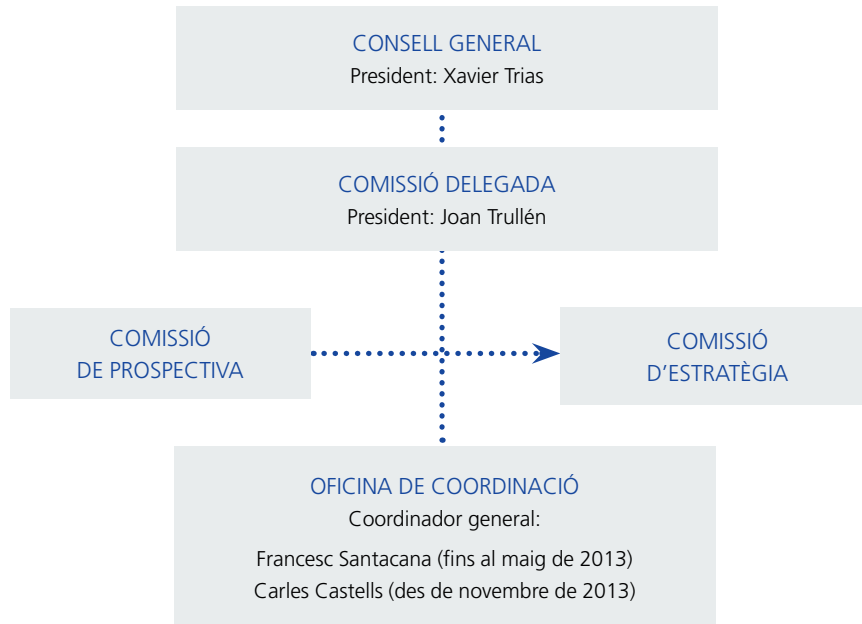 CONSELL GENERAL
President: Xavier Trias
COMISSIÓ DELEGADA
President: Joan Trullén
COMISSIÓ
DE PROSPECTIVA
COMISSIÓ
D’ESTRATÈGIA
OFICINA DE COORDINACIÓ
Coordinador general:
Francesc Santacana (fins al maig de 2013)
Carles Castells (des de novembre de 2013)